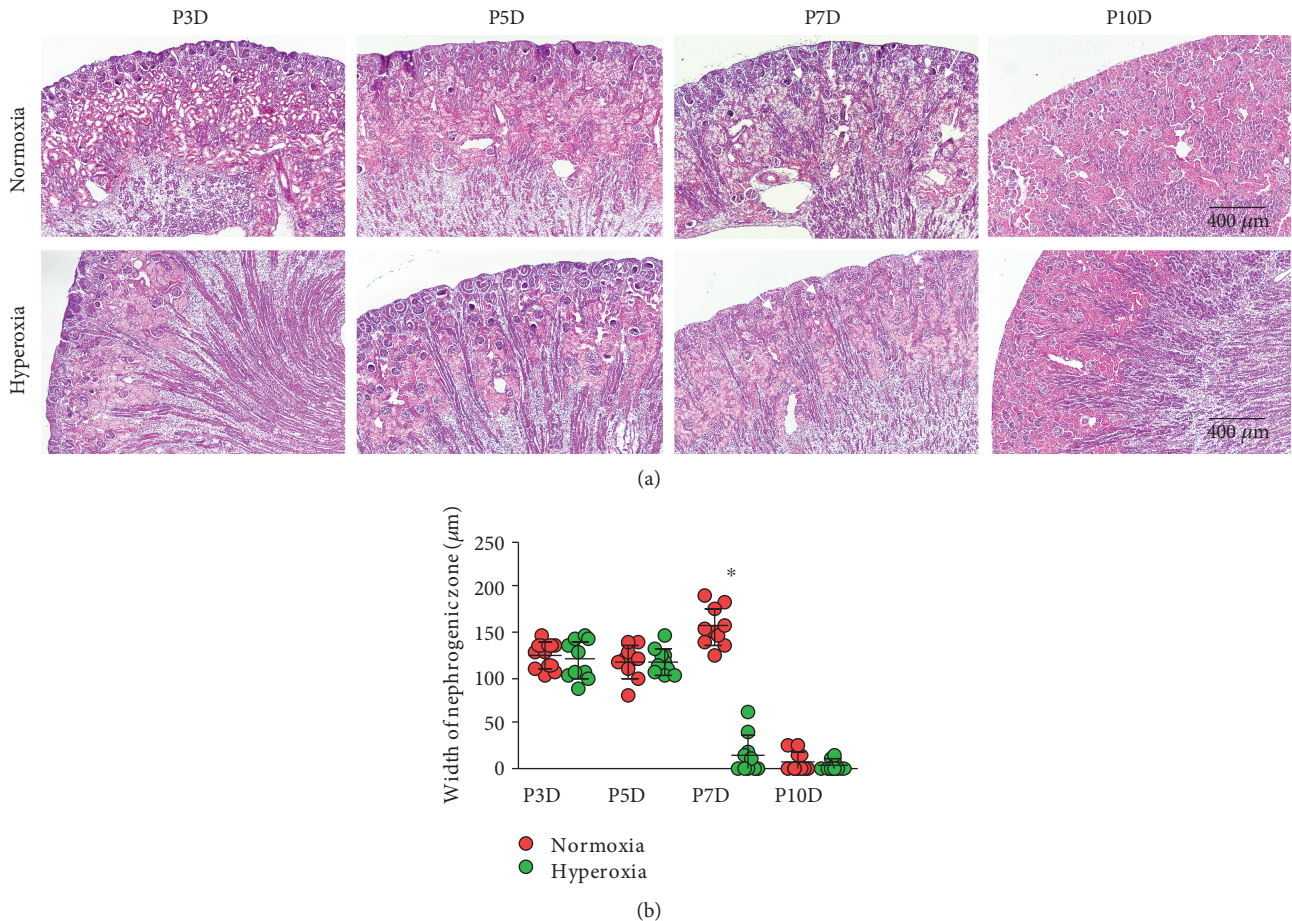 P3D P5D P7D P10D
Normoxia
400 μm
Hyperoxia
400 μm
(a)
Width of nephrogeniczone (μm)
250
200
150
100
50
0
*
P3D P5D P7D P10D
Normoxia
Hyperoxia
(b)